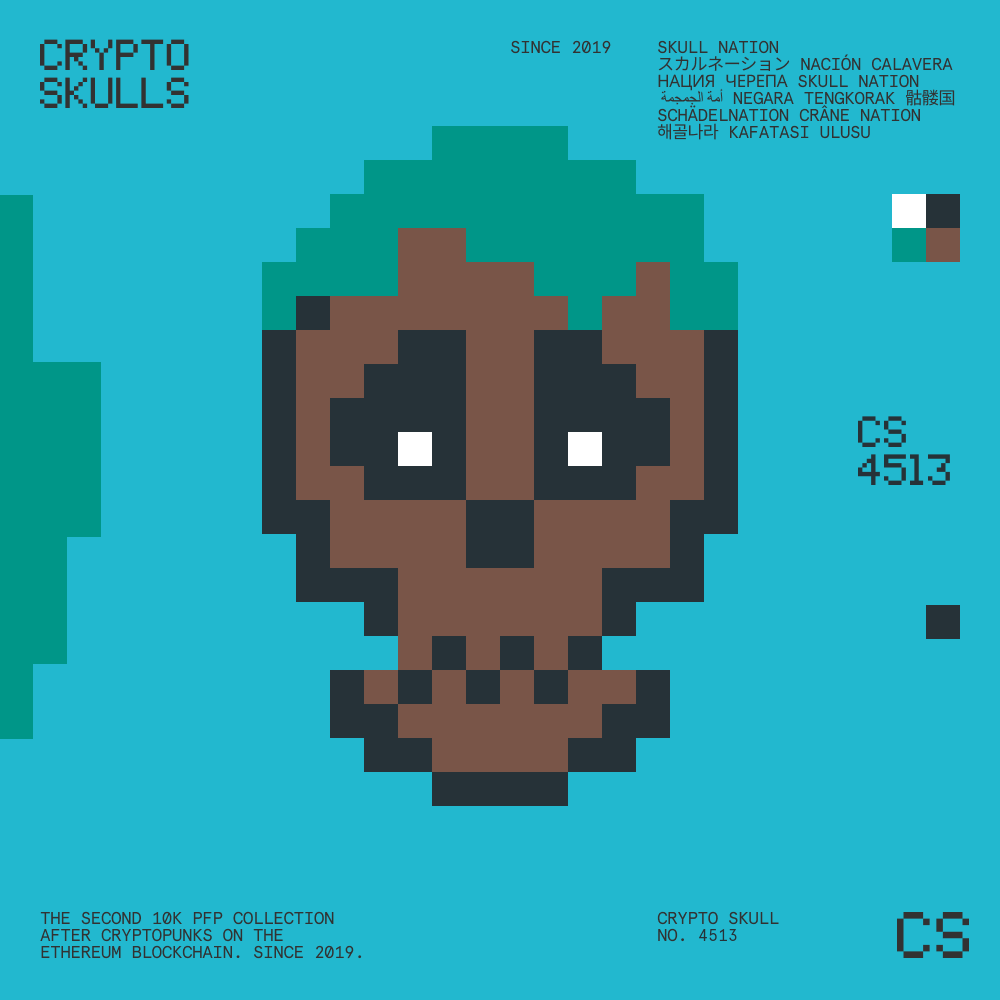 CRYPTO
SKULLS
SINCE 2019
SKULL NATION
スカルネーション NACIÓN CALAVERA
НАЦИЯ ЧЕРЕПА SKULL NATION
أمة الجمجمة NEGARA TENGKORAK 骷髅国
SCHÄDELNATION CRÂNE NATION
해골나라 KAFATASI ULUSU
CS
4513
THE SECOND 10K PFP COLLECTION
AFTER CRYPTOPUNKS ON THE
ETHEREUM BLOCKCHAIN. SINCE 2019.
CRYPTO SKULL
NO. 4513
CS